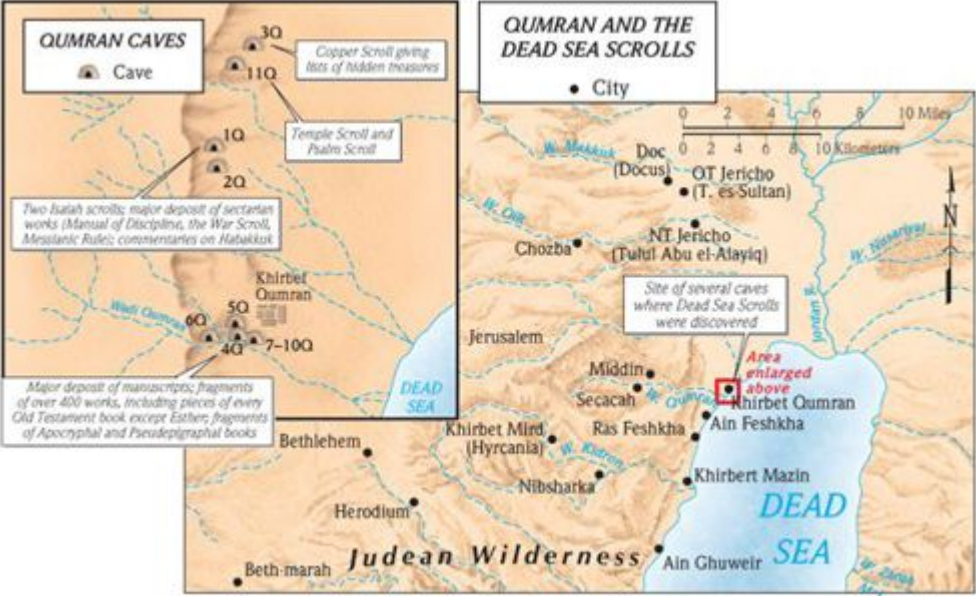 QUMRAN CAVES
Cave
3Q
Copper Scroll giving
lists of hidden treasures
11Q
Temple Scroll and
Psalm Scroll
1Q
2Q
Two Isaiah scrolls; major deposit of sectarian
works (Manual of Discipline, the War Scroll,
Messianic Rule); commentaries on Habakkuk
Khirbet
Qumran
Wadi Qumran
5Q
6Q
4Q
7-10Q
DEAD
SEA
Major deposit of manuscripts; fragments
of over 400 works, including pieces of every
Old Testament book except Esther; fragments
of Apocryphal and Pseudepigraphal books
QUMRAN AND THE
DEAD SEA SCROLLS
City
0 2 4 6 10 Miles
0 2 4 6 8 10 Kilometers
W. Makkuk
Doc
(Docus)
OT Jericho
(T. es-Sultan)
N
W. Qilt
NT Jericho
(Tulul Abu el-Alayiq)
Chozba
Jordan R.
Site of several caves
where Dead Sea Scrolls
were discovered
Jerusalem
Area
enlarged
above
Middin
Secacah
W. Qumran
Khirbet Qumran
Ain Feshkha
Ras Feshkha
Khirbet Mird
(Hyrcania)
Bethlehem
W. Kidron
Nibsharka
Khirbert Mazin
Herodium
DEAD
SEA
Judean Wilderness
Ain Ghuweir
Beth-marah